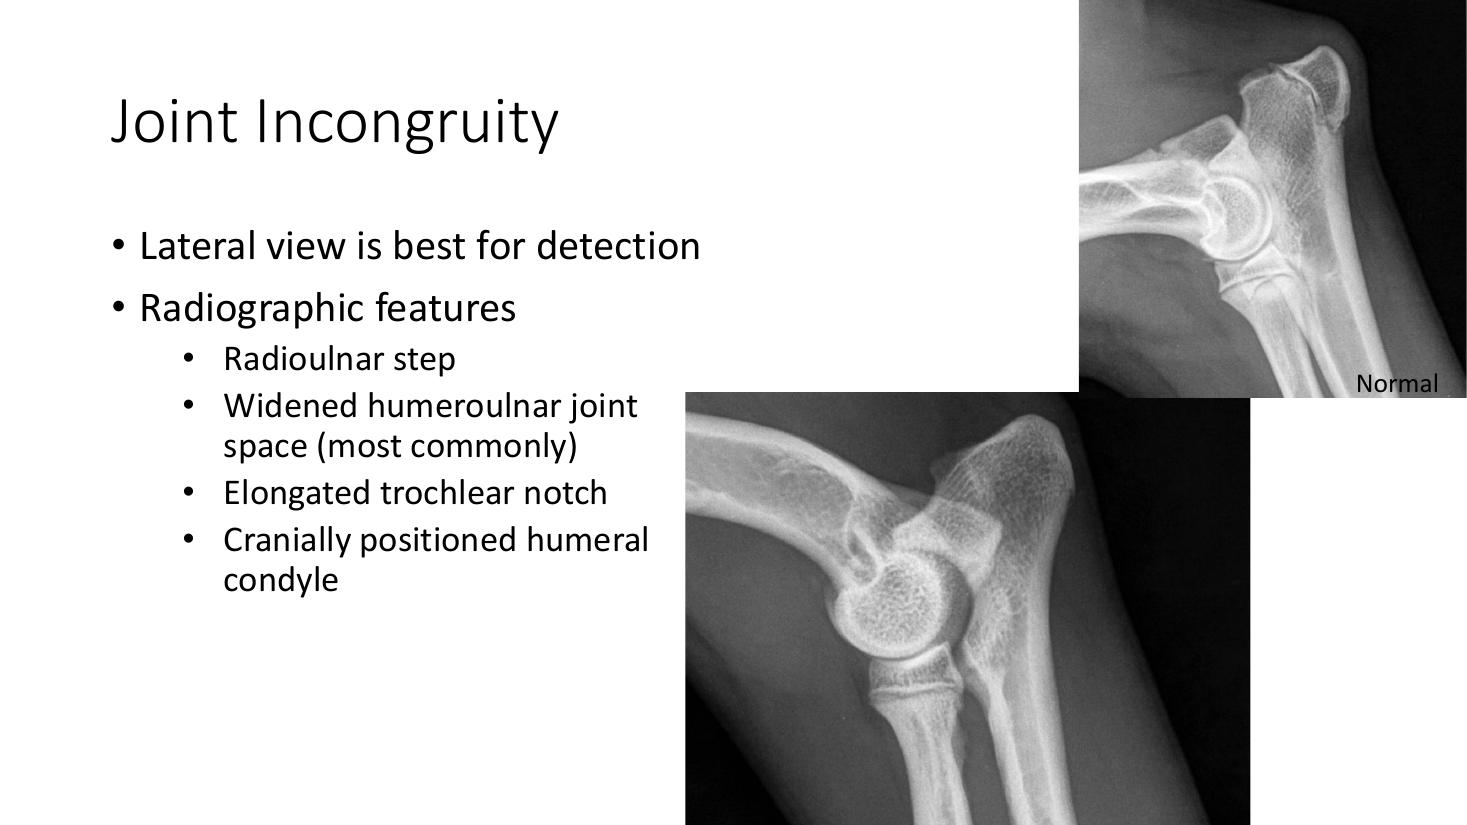 Joint Incongruity
• Lateral view is best for detection
• Radiographic features
• Radioulnar step
• Widened humeroulnar joint
space (most commonly)
• Elongated trochlear notch
• Cranially positioned humeral
condyle
Normal